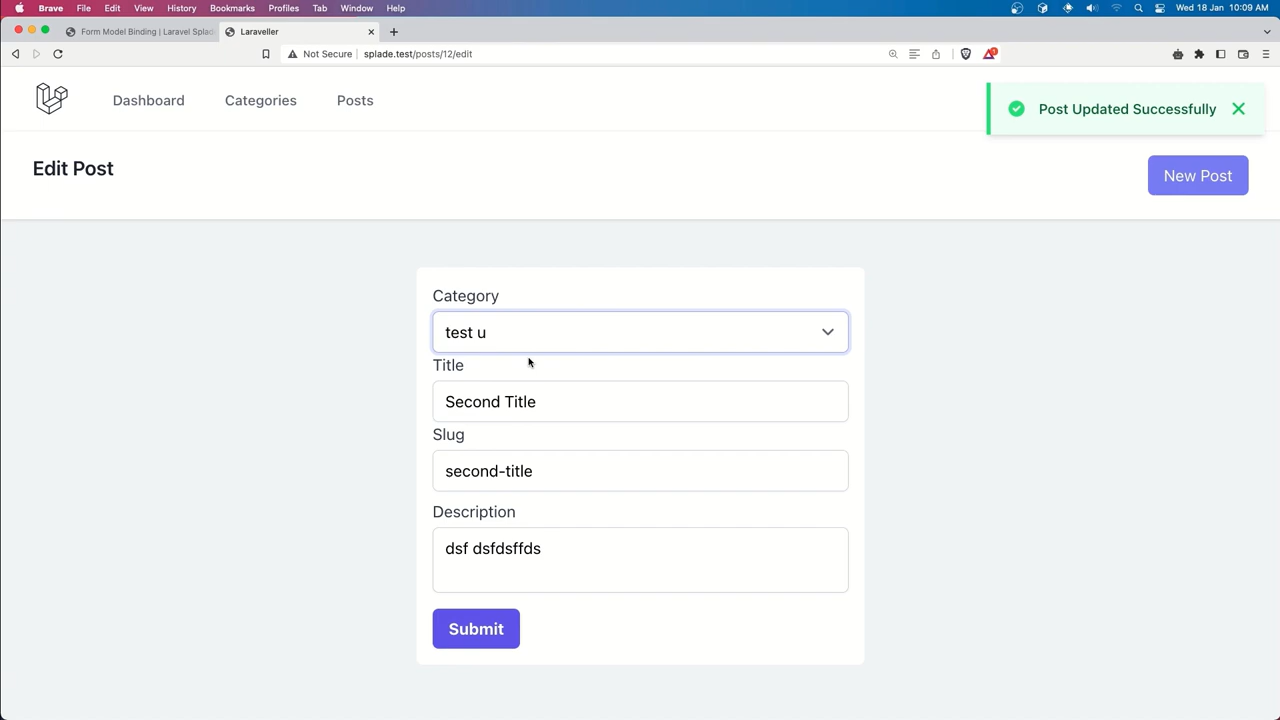 Brave File Edit View History Bookmarks Profiles Tab Window Help Wed 18 Jan 10:09 AM
Form Model Binding | Laravel Splad Laraveller
Not Secure splade.test/posts/12/edit
Dashboard Categories Posts
Post Updated Successfully
Edit Post
New Post
Category
test u
Title
Second Title
Slug
second-title
Description
dsf dsfdsffds
Submit